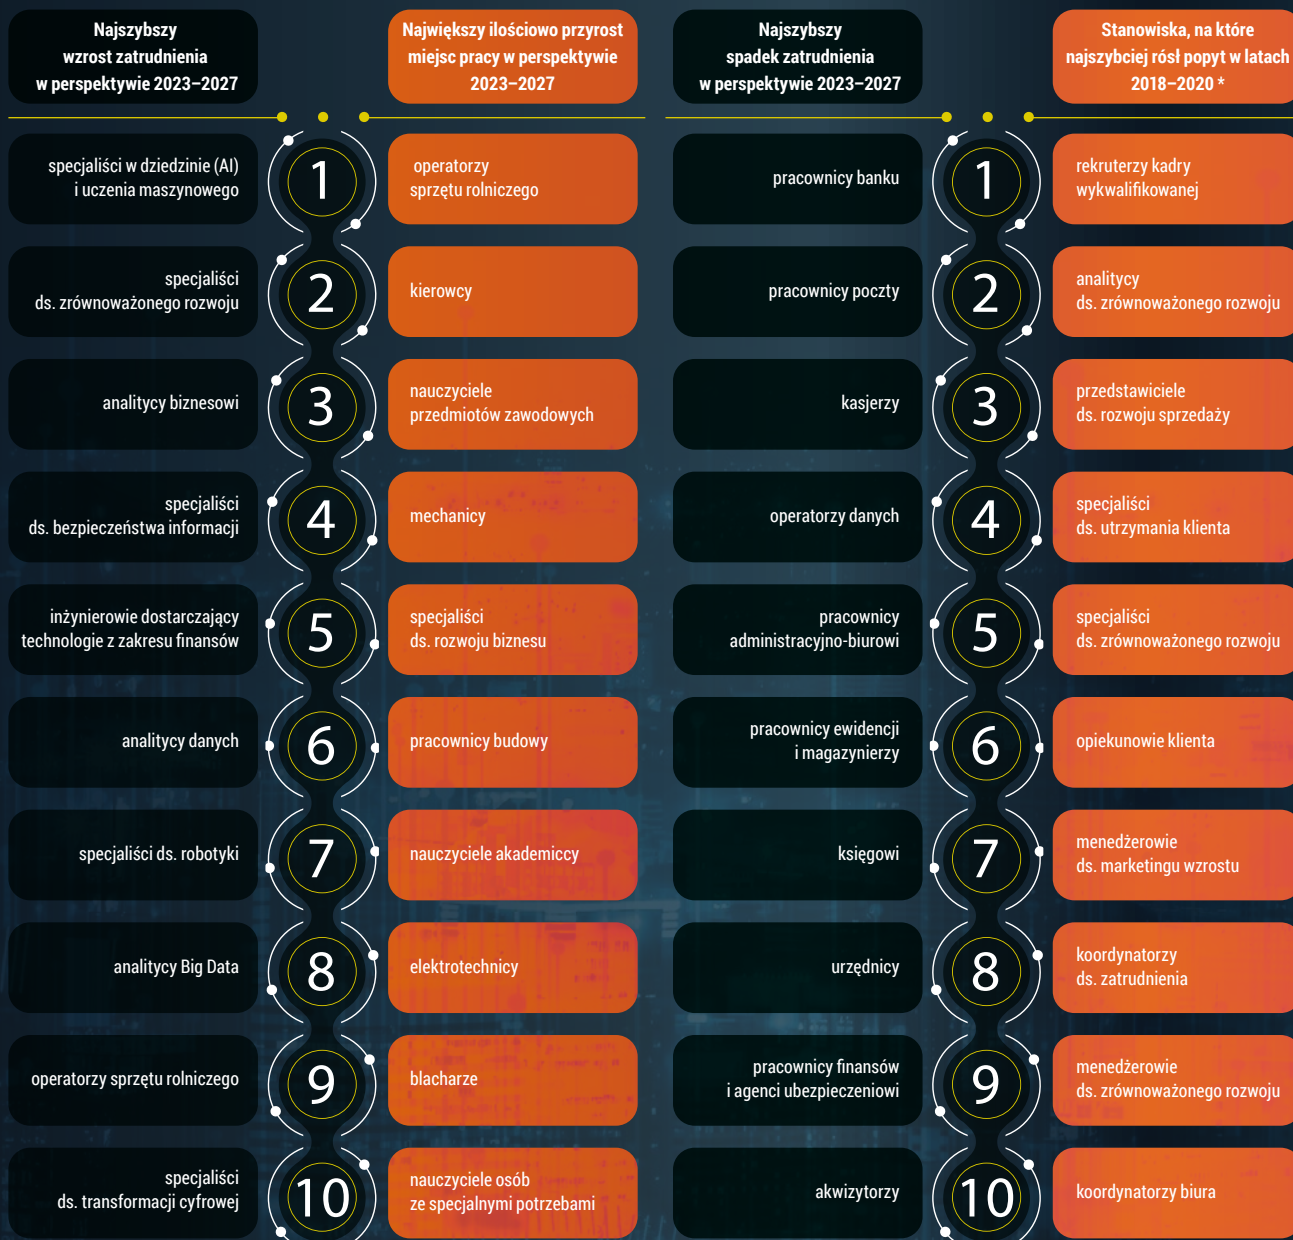 Najszybszy
wzrost zatrudnienia
w perspektywie 2023–2027
Największy ilościowo przyrost
miejsc pracy w perspektywie
2023–2027
Najszybszy
spadek zatrudnienia
w perspektywie 2023–2027
Stanowiska, na które
najszybciej rósł popyt w latach
2018–2020 *
specjaliści w dziedzinie (AI)
i uczenia maszynowego
1
operatorzy
sprzętu rolniczego
pracownicy banku
1
rekruterzy kadry
wykwalifikowanej
specjaliści
ds. zrównoważonego rozwoju
2
kierowcy
pracownicy poczty
2
analitycy
ds. zrównoważonego rozwoju
analitycy biznesowi
3
nauczyciele
przedmiotów zawodowych
kasjerzy
3
przedstawiciele
ds. rozwoju sprzedaży
specjaliści
ds. bezpieczeństwa informacji
4
mechanicy
operatorzy danych
4
specjaliści
ds. utrzymania klienta
inżynierowie dostarczający
technologie z zakresu finansów
5
specjaliści
ds. rozwoju biznesu
pracownicy
administracyjno-biurowi
5
specjaliści
ds. zrównoważonego rozwoju
analitycy danych
6
pracownicy budowy
pracownicy ewidencji
i magazynierzy
6
opiekunowie klienta
specjaliści ds. robotyki
7
nauczyciele akademiccy
księgowi
7
menedżerowie
ds. marketingu wzrostu
analitycy Big Data
8
elektrotechnicy
urzędnicy
8
koordynatorzy
ds. zatrudnienia
operatorzy sprzętu rolniczego
9
blacharze
pracownicy finansów
i agenci ubezpieczeniowi
9
menedżerowie
ds. zrównoważonego rozwoju
specjaliści
ds. transformacji cyfrowej
10
nauczyciele osób
ze specjalnymi potrzebami
akwizytorzy
10
koordynatorzy biura